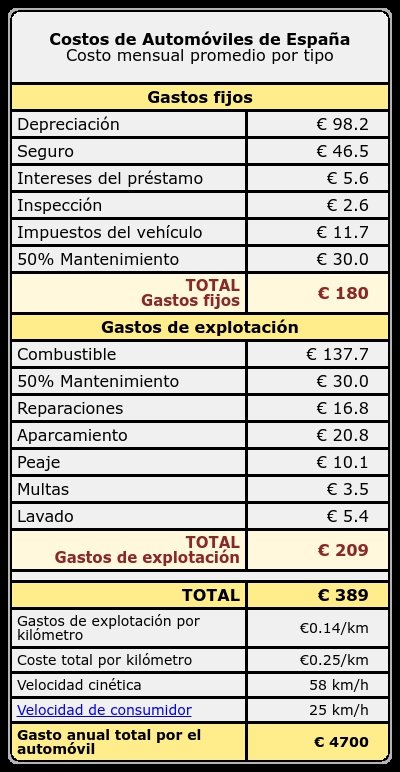 Costos de Automóviles de España
Costo mensual promedio por tipo
Gastos fijos
Depreciación € 98.2
Seguro € 46.5
Intereses del préstamo € 5.6
Inspección € 2.6
Impuestos del vehículo € 11.7
50% Mantenimiento € 30.0
TOTAL
Gastos fijos € 180
Gastos de explotación
Combustible € 137.7
50% Mantenimiento € 30.0
Reparaciones € 16.8
Aparcamiento € 20.8
Peaje € 10.1
Multas € 3.5
Lavado € 5.4
TOTAL
Gastos de explotación € 209
TOTAL € 389
Gastos de explotación por
kilómetro €0.14/km
Coste total por kilómetro €0.25/km
Velocidad cinética 58 km/h
Velocidad de consumidor 25 km/h
Gasto anual total por el
automóvil € 4700